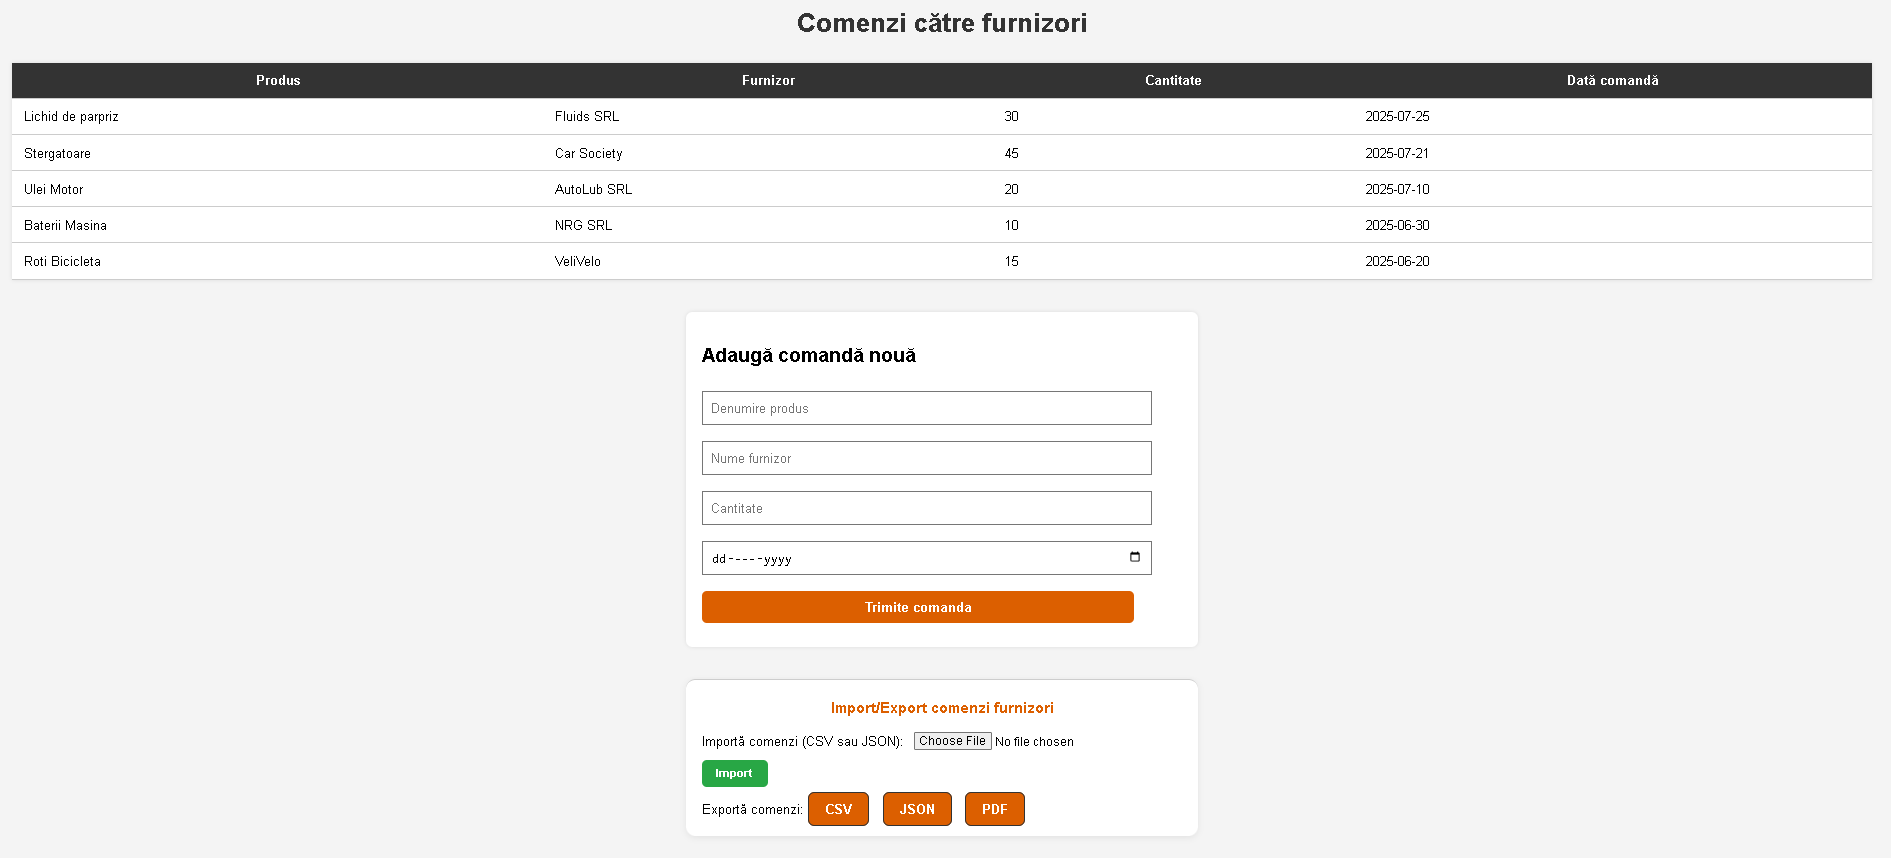 Comenzi către furnizori
Produs Furnizor Cantitate Dată comandă
Lichid de parpriz Fluids SRL 30 2025-07-25
Stergatoare Car Society 45 2025-07-21
Ulei Motor AutoLub SRL 20 2025-07-10
Baterii Masina NRG SRL 10 2025-06-30
Roti Bicicleta VeliVelo 15 2025-06-20
Adaugă comandă nouă
Denumire produs
Nume furnizor
Cantitate
dd-----yyyy
Trimite comanda
Import/Export comenzi furnizori
Importă comenzi (CSV sau JSON): Choose File No file chosen
Import
Exportă comenzi: CSV JSON PDF